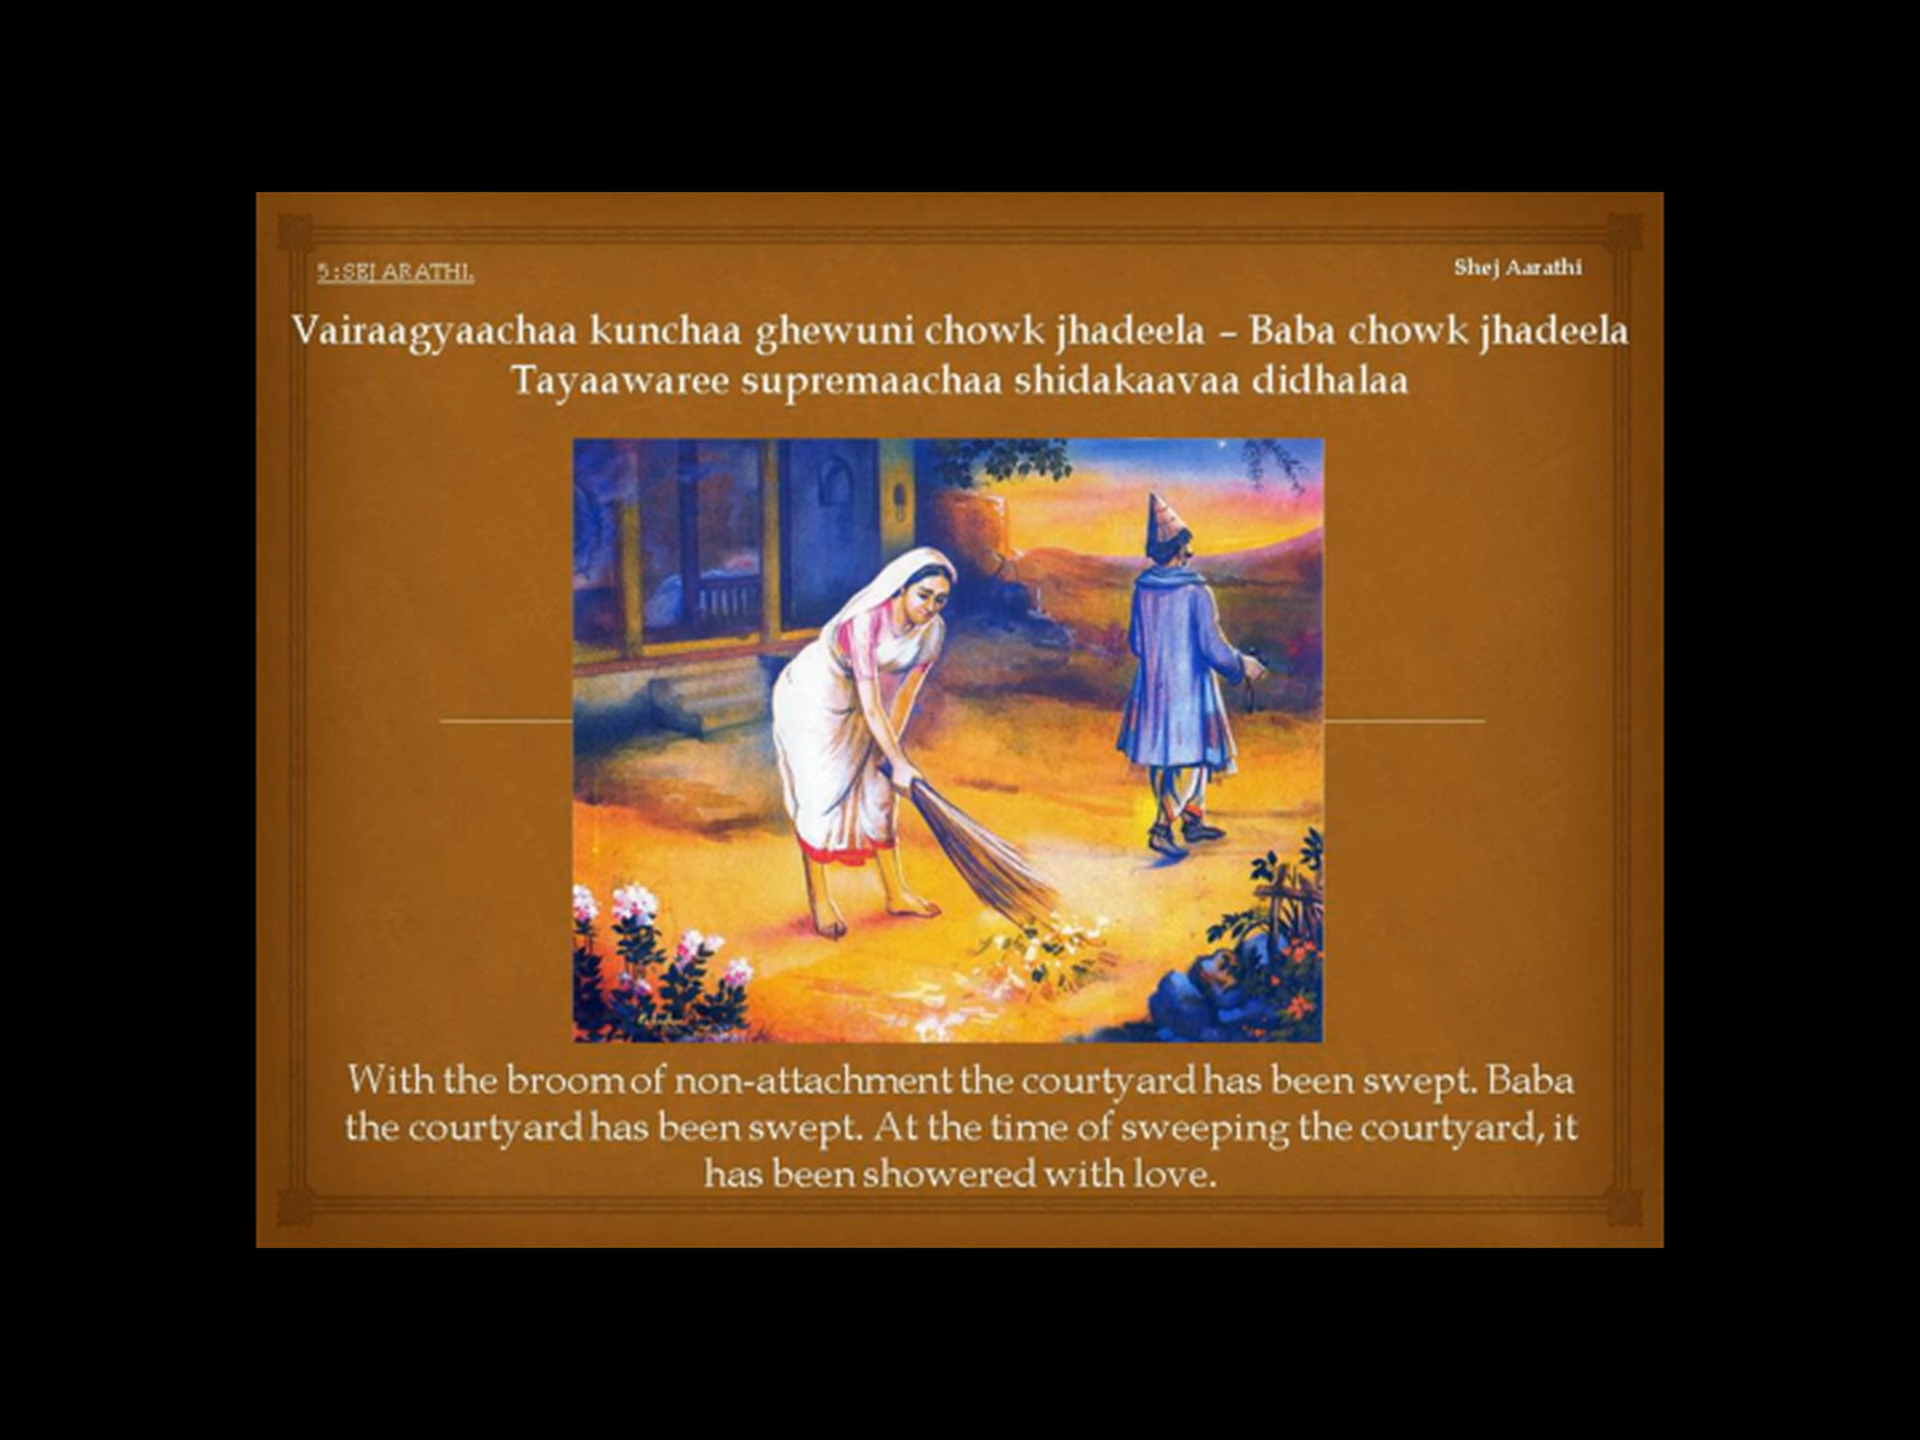 5 : SEJ ARATHI.
Shej Aarathi
Vairaagyaachaa kunchaa ghewuni chowk jhadeela – Baba chowk jhadeela
Tayaawaree supremaachaa shidakaavaa didhalaa
With the broom of non-attachment the courtyard has been swept. Baba
the courtyard has been swept. At the time of sweeping the courtyard, it
has been showered with love.